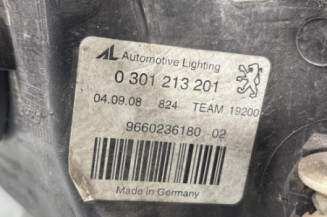 AL Automotive Lighting
0 301 213 201
04.09.08 824 TEAM 19200
9660236180 02
Made in Germany